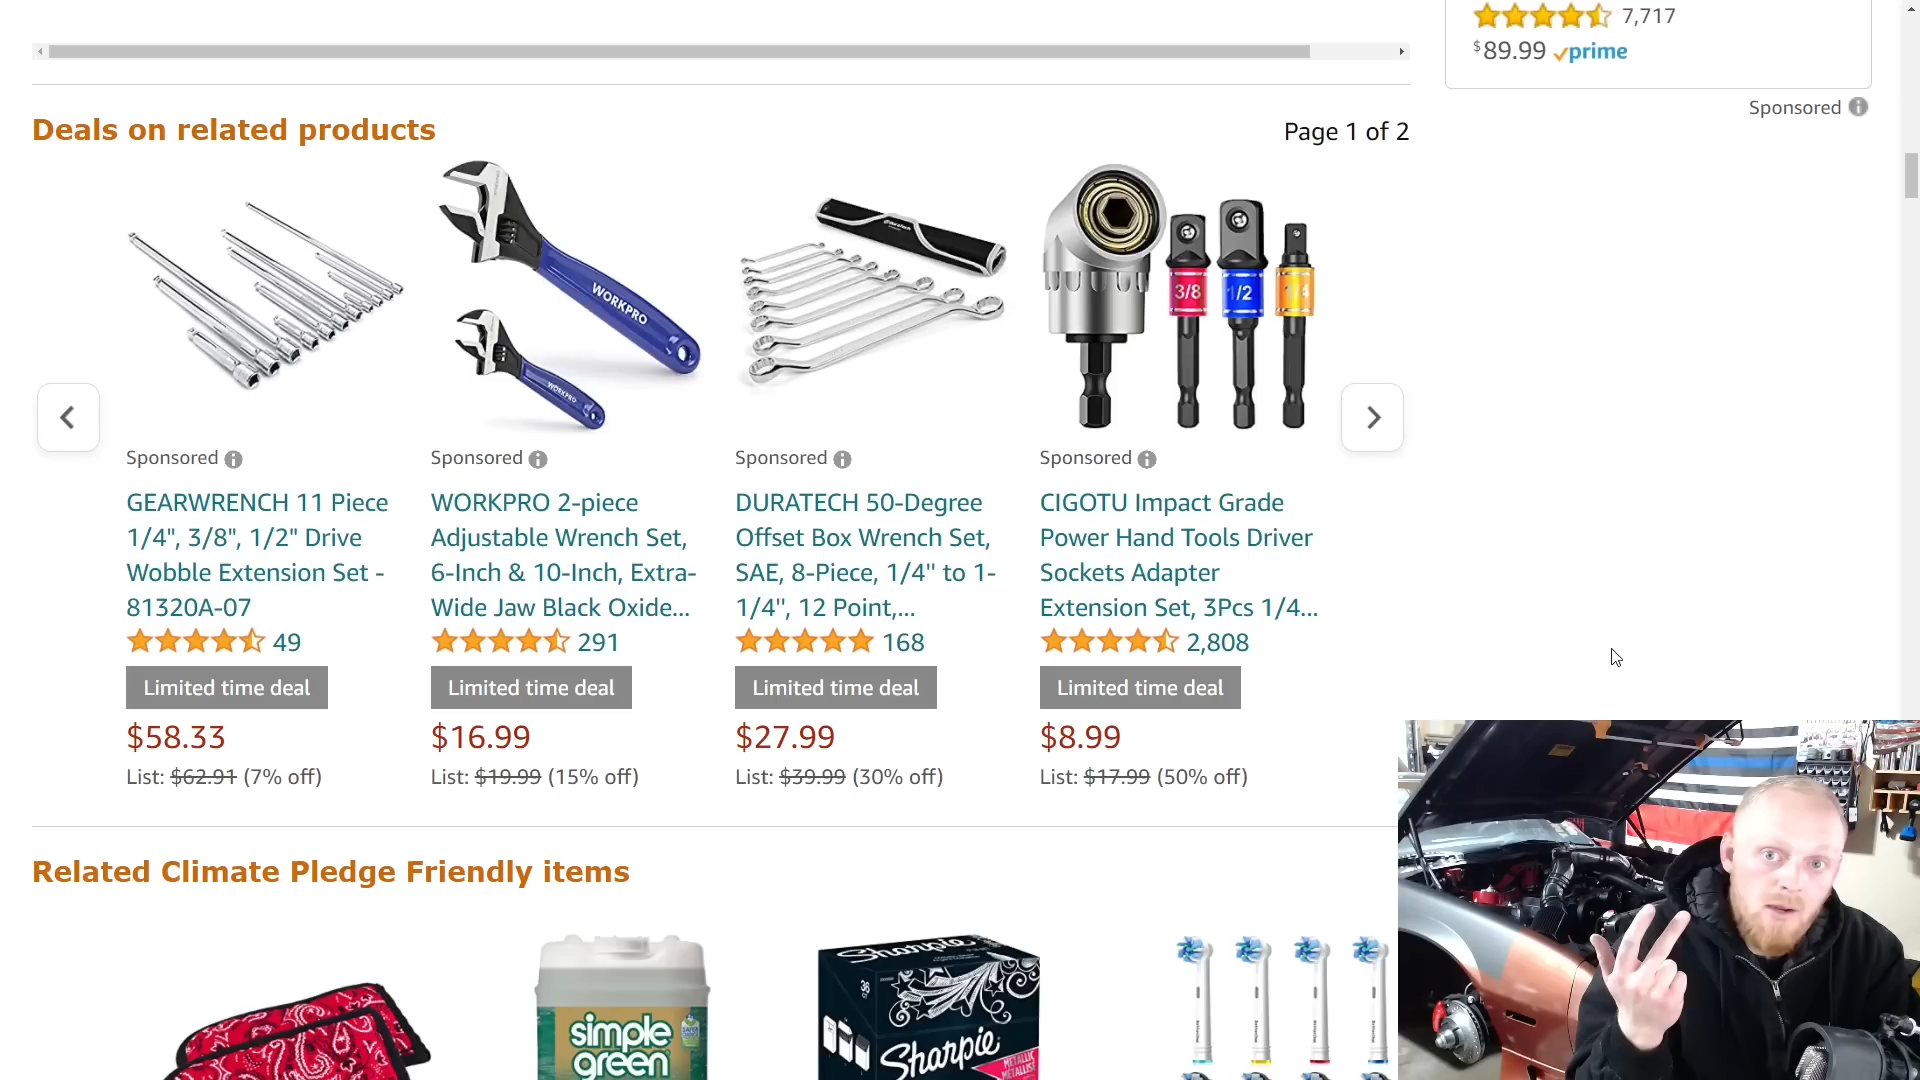 7,717
$89.99 prime
Sponsored
Deals on related products
Page 1 of 2
WORKPRO
WORKPRO
3/8
1/2
1/4
Sponsored
GEARWRENCH 11 Piece
1/4", 3/8", 1/2" Drive
Wobble Extension Set -
81320A-07
49
Limited time deal
$58.33
List: $62.91 (7% off)
Sponsored
WORKPRO 2-piece
Adjustable Wrench Set,
6-Inch & 10-Inch, Extra-
Wide Jaw Black Oxide...
291
Limited time deal
$16.99
List: $19.99 (15% off)
Sponsored
DURATECH 50-Degree
Offset Box Wrench Set,
SAE, 8-Piece, 1/4'' to 1-
1/4'', 12 Point,...
168
Limited time deal
$27.99
List: $39.99 (30% off)
Sponsored
CIGOTU Impact Grade
Power Hand Tools Driver
Sockets Adapter
Extension Set, 3Pcs 1/4...
2,808
Limited time deal
$8.99
List: $17.99 (50% off)
Related Climate Pledge Friendly items
simple
green
Sharpie
36
Sharpie
METALLIC